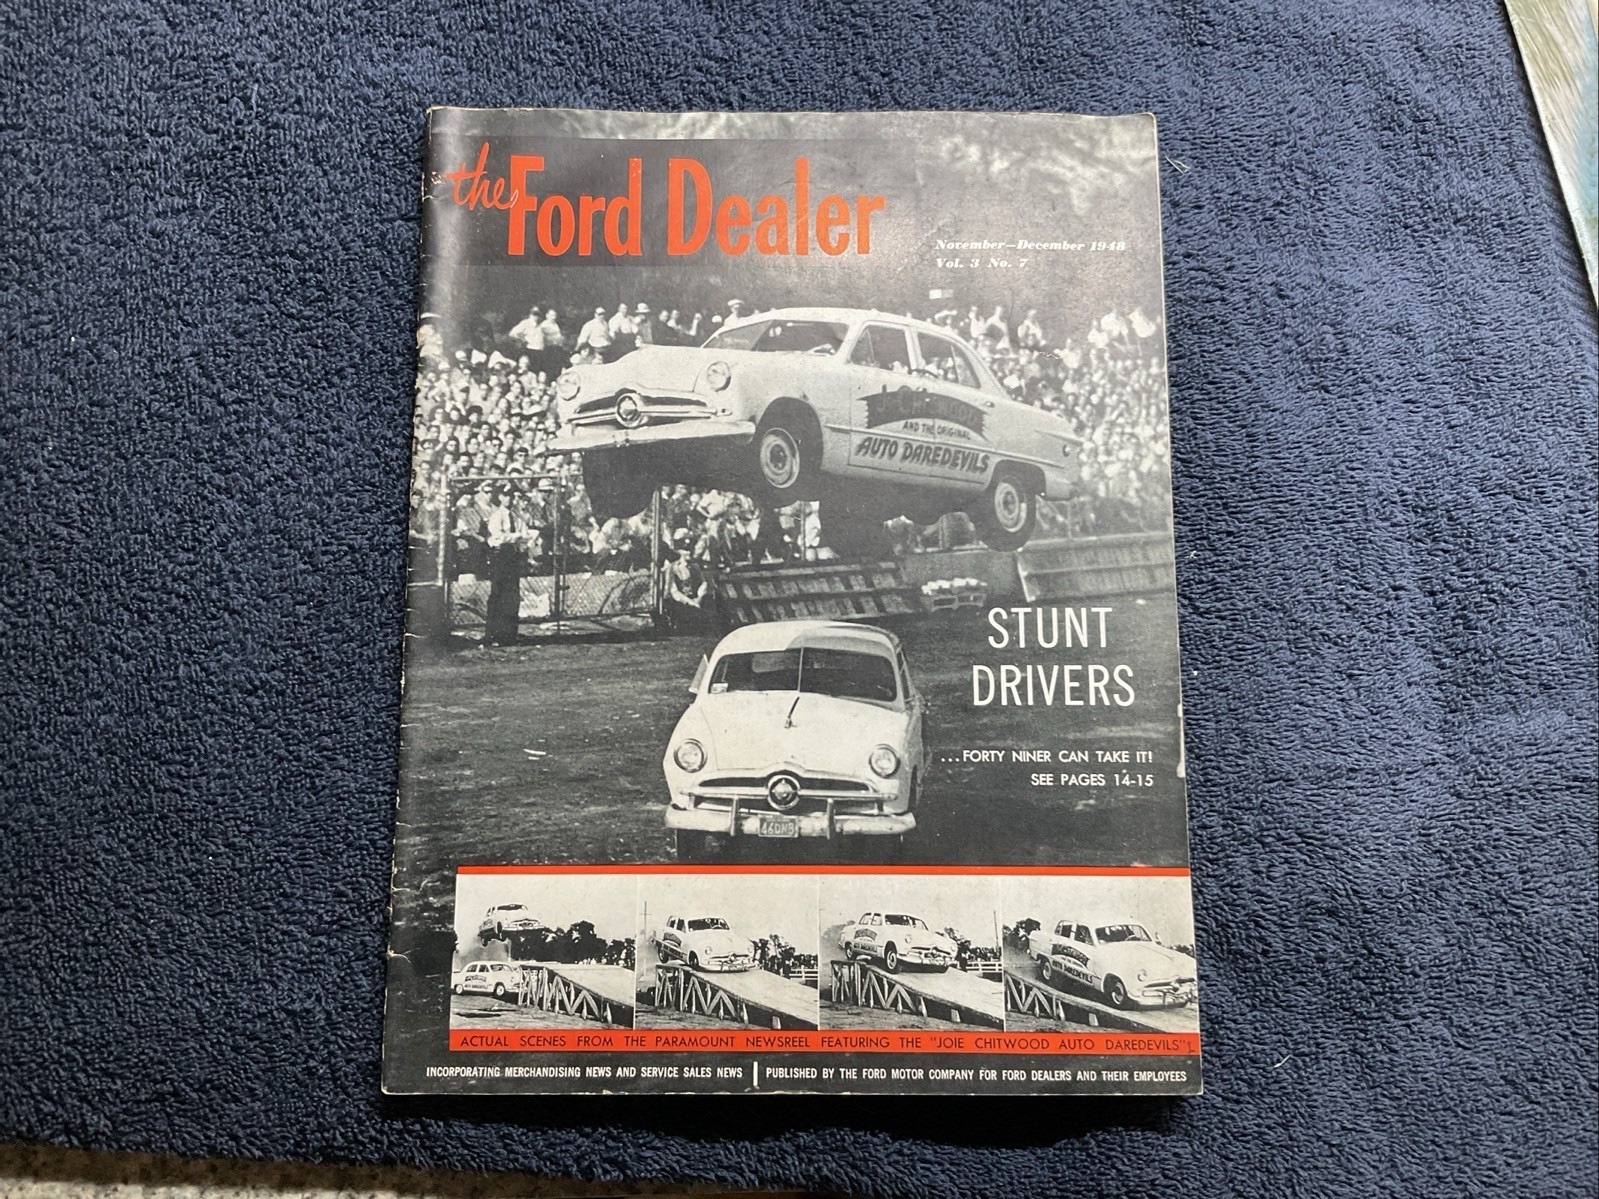 the Ford Dealer
November—December 1948
Vol. 3 No. 7
J. CHITWOOD
AND THE ORIGINAL
AUTO DAREDEVILS
STUNT
DRIVERS
...FORTY NINER CAN TAKE IT!
SEE PAGES 14-15
AUTO DAREDEVILS
ACTUAL SCENES FROM THE PARAMOUNT NEWSREEL FEATURING THE "JOIE CHITWOOD AUTO DAREDEVILS"
INCORPORATING MERCHANDISING NEWS AND SERVICE SALES NEWS
PUBLISHED BY THE FORD MOTOR COMPANY FOR FORD DEALERS AND THEIR EMPLOYEES